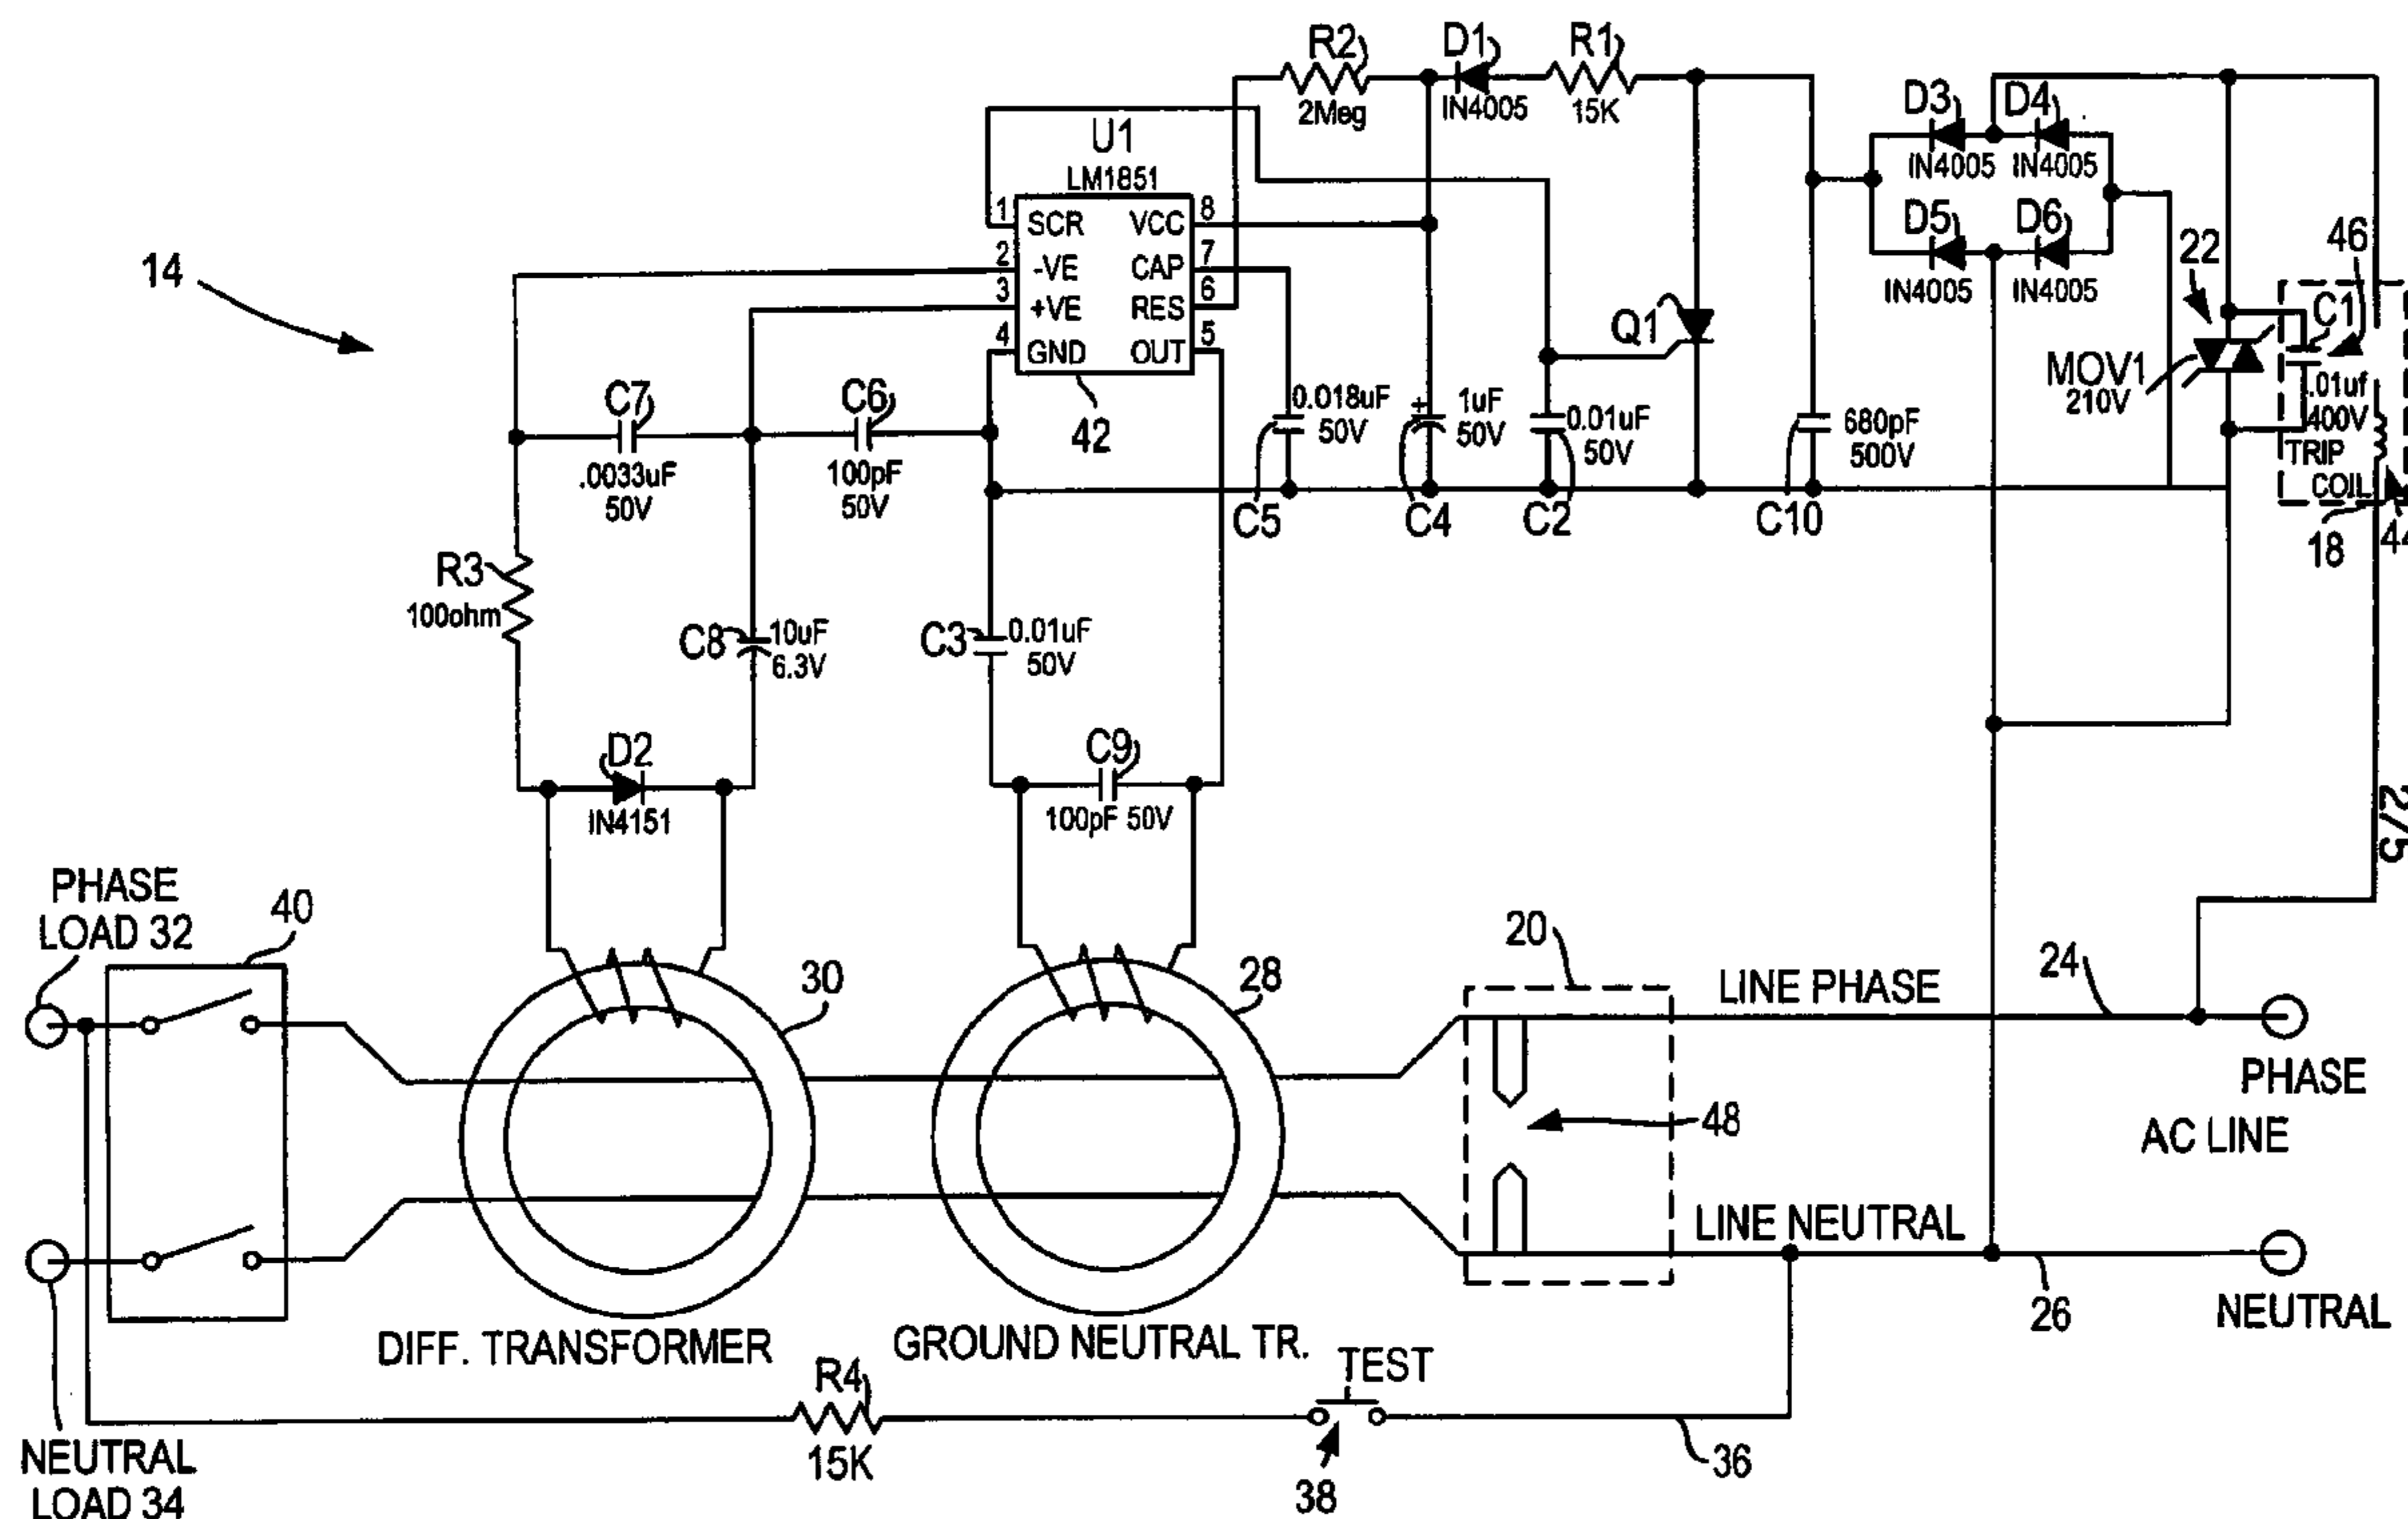 R2
2Meg
D1
IN4005
R1
15K
D3
IN4005
D4
IN4005
D5
IN4005
D6
IN4005
U1
LM1851
1
SCR
VCC
8
2
-VE
CAP
7
3
+VE
RES
6
4
GND
OUT
5
42
14
Q1
22
46
MOV1
210V
C1
.01uf
400V
TRIP
COIL
18
C7
.0033uF
50V
C6
100pF
50V
0.018uF
50V
C5
1uF
50V
C4
0.01uF
50V
C2
680pF
500V
C10
R3
100ohm
C8
10uF
6.3V
C3
0.01uF
50V
D2
IN4151
C9
100pF 50V
PHASE
LOAD 32
40
30
28
20
LINE PHASE
24
PHASE
AC LINE
48
LINE NEUTRAL
26
NEUTRAL
DIFF. TRANSFORMER
GROUND NEUTRAL TR.
R4
15K
TEST
38
36
NEUTRAL
LOAD 34